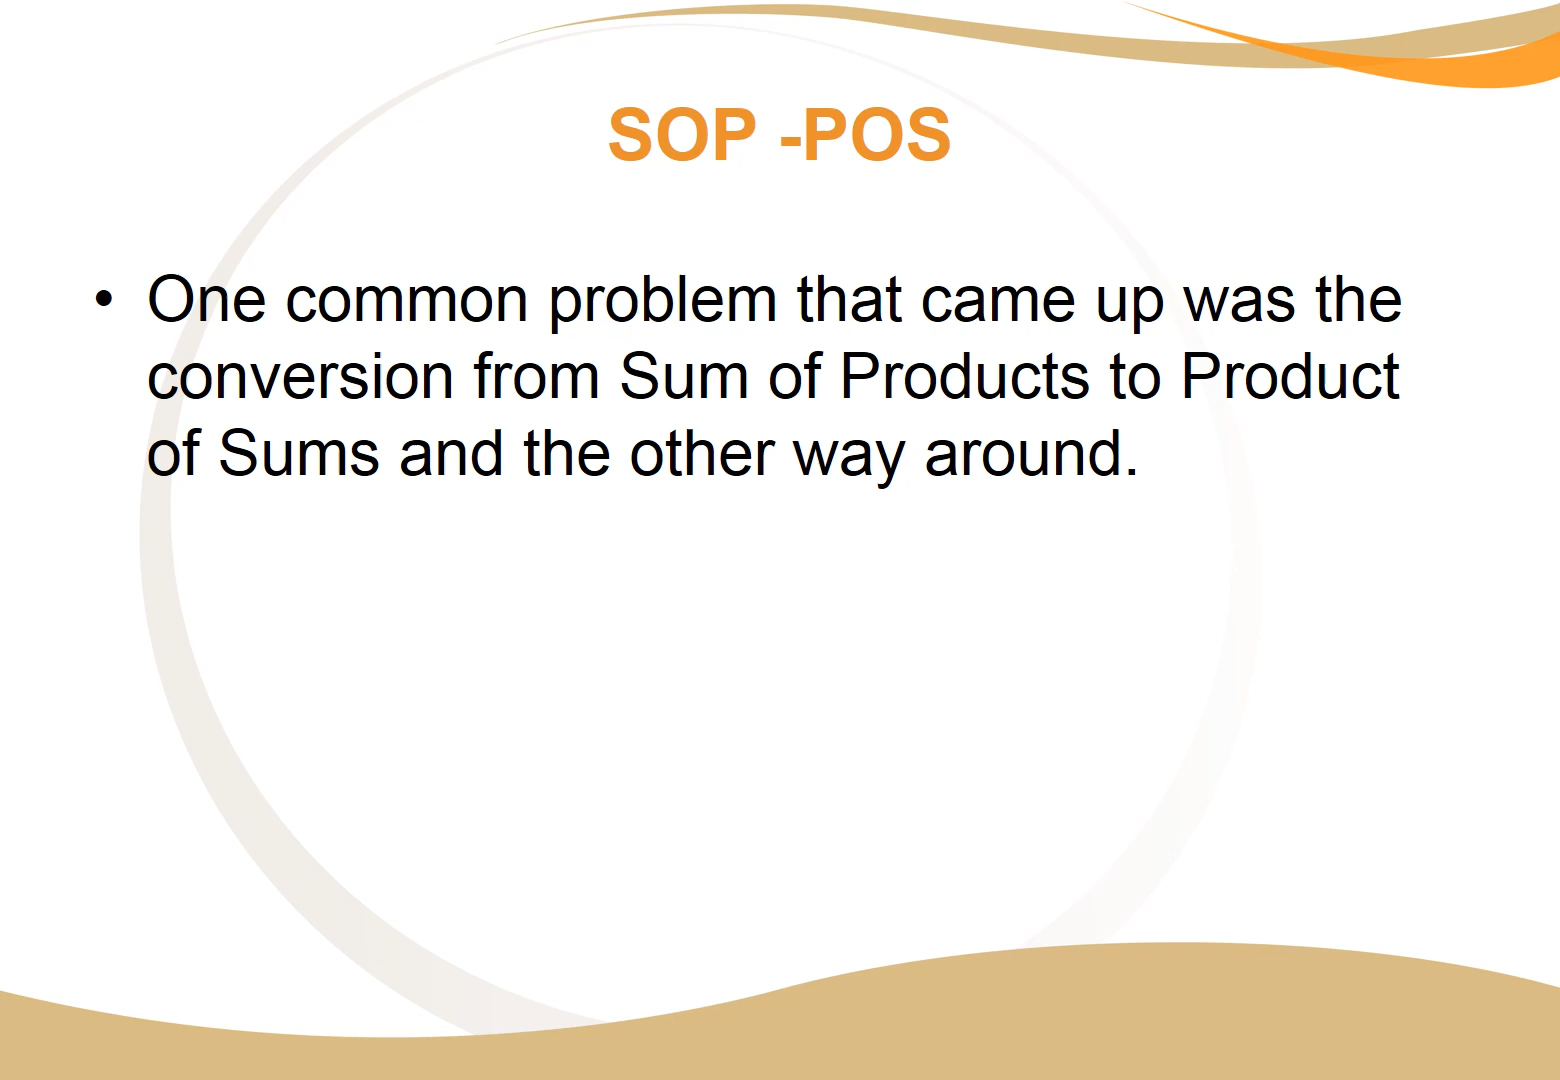 SOP -POS
• One common problem that came up was the
conversion from Sum of Products to Product
of Sums and the other way around.